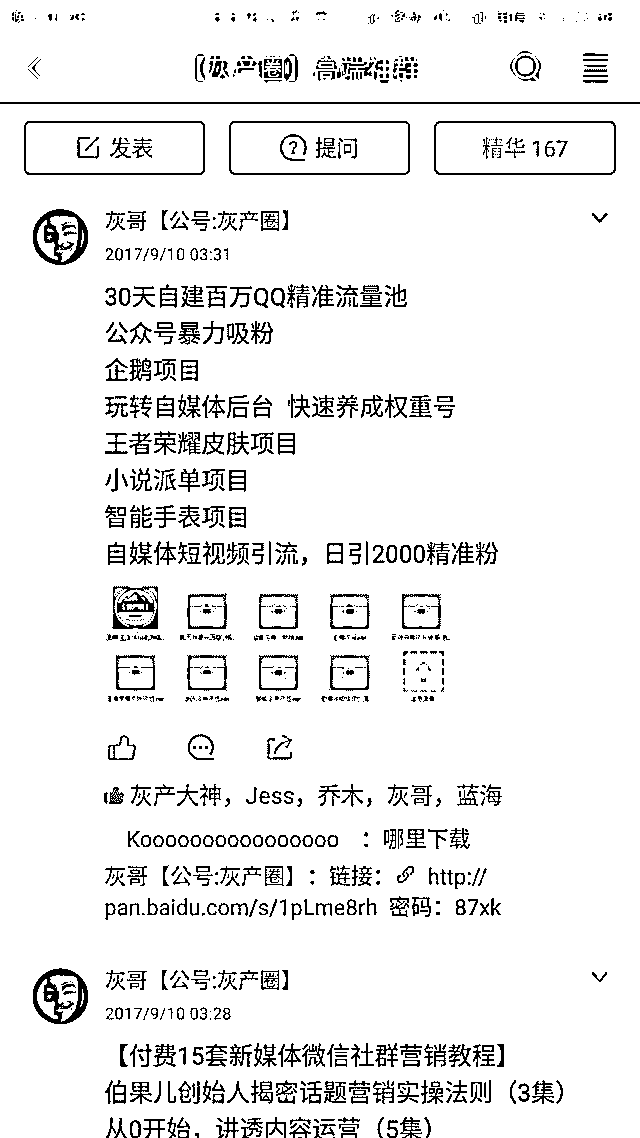 (灰产圈) 高端社群
发表
提问
精华 167
灰哥【公号:灰产圈】
2017/9/10 03:31
30天自建百万QQ精准流量池
公众号暴力吸粉
企鹅项目
玩转自媒体后台 快速养成权重号
王者荣耀皮肤项目
小说派单项目
智能手表项目
自媒体短视频引流，日引2000精准粉
灰产大神，Jess，乔木，灰哥，蓝海
Koooooooooooooooo ：哪里下载
灰哥【公号:灰产圈】：链接： http://
pan.baidu.com/s/1pLme8rh 密码：87xk
灰哥【公号:灰产圈】
2017/9/10 03:28
【付费15套新媒体微信社群营销教程】
伯果儿创始人揭密话题营销实操法则（3集）
从0开始，讲透内容运营（5集）